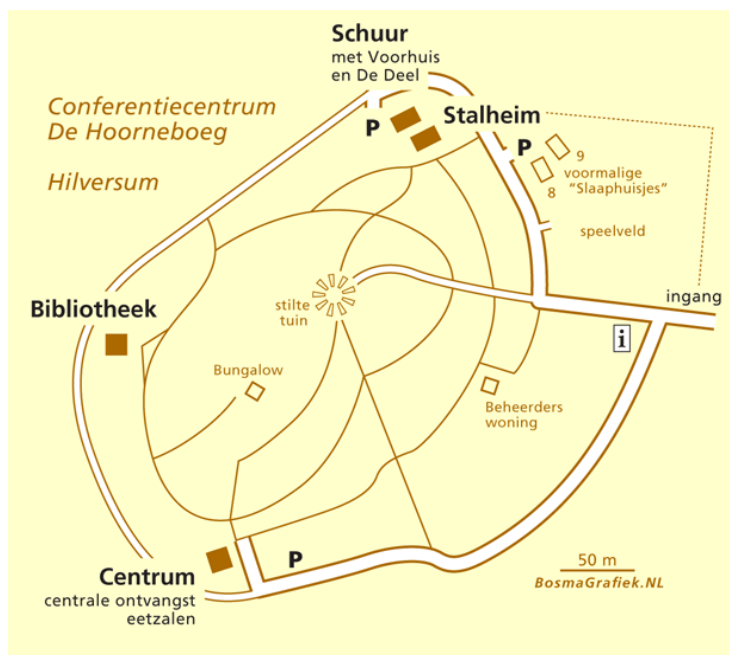 Schuur
met Voorhuis
en De Deel
Conferentiecentrum
De Hoorneboeg
Hilversum
P
Stalheim
P
9
voormalige
"Slaaphuisjes"
8
speelveld
ingang
i
Bibliotheek
stilte
tuin
Bungalow
Beheerders
woning
P
Centrum
centrale ontvangst
eetzalen
50 m
BosmaGrafiek.NL